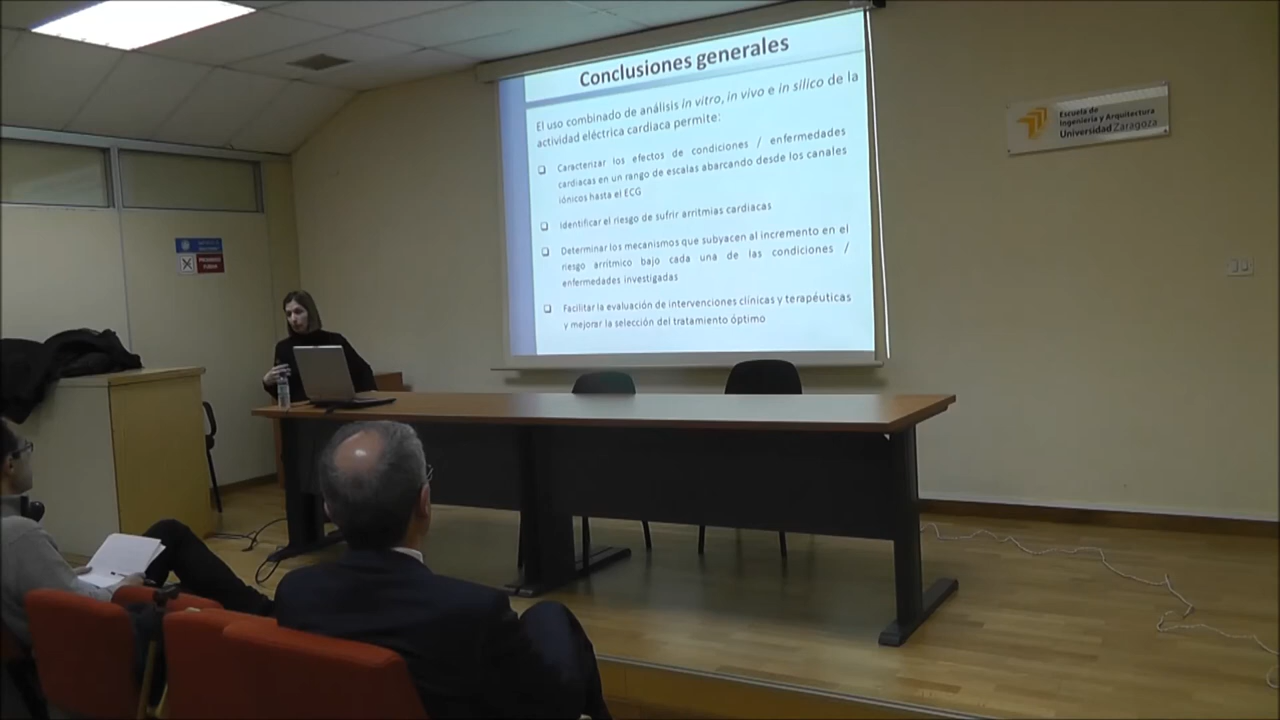 Conclusiones generales
El uso combinado de análisis in vitro, in vivo e in silico de la
actividad eléctrica cardiaca permite:
Caracterizar los efectos de condiciones / enfermedades
cardiacas en un rango de escalas abarcando desde los canales
iónicos hasta el ECG
Identificar el riesgo de sufrir arritmias cardiacas
Determinar los mecanismos que subyacen al incremento en el
riesgo arrítmico bajo cada una de las condiciones /
enfermedades investigadas
Facilitar la evaluación de intervenciones clínicas y terapéuticas
y mejorar la selección del tratamiento óptimo
Escuela de
Ingeniería y Arquitectura
Universidad Zaragoza